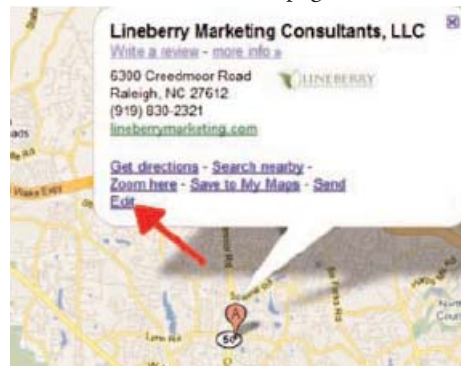 Lineberry Marketing Consultants, LLC
Write a review - more info »
6300 Creedmoor Road
LINEBERRY
Raleigh, NC 27612
(919) 830-2321
lineberrymarketing.com
Get directions - Search nearby -
Zoom here - Save to My Maps - Send
Edit
A
50